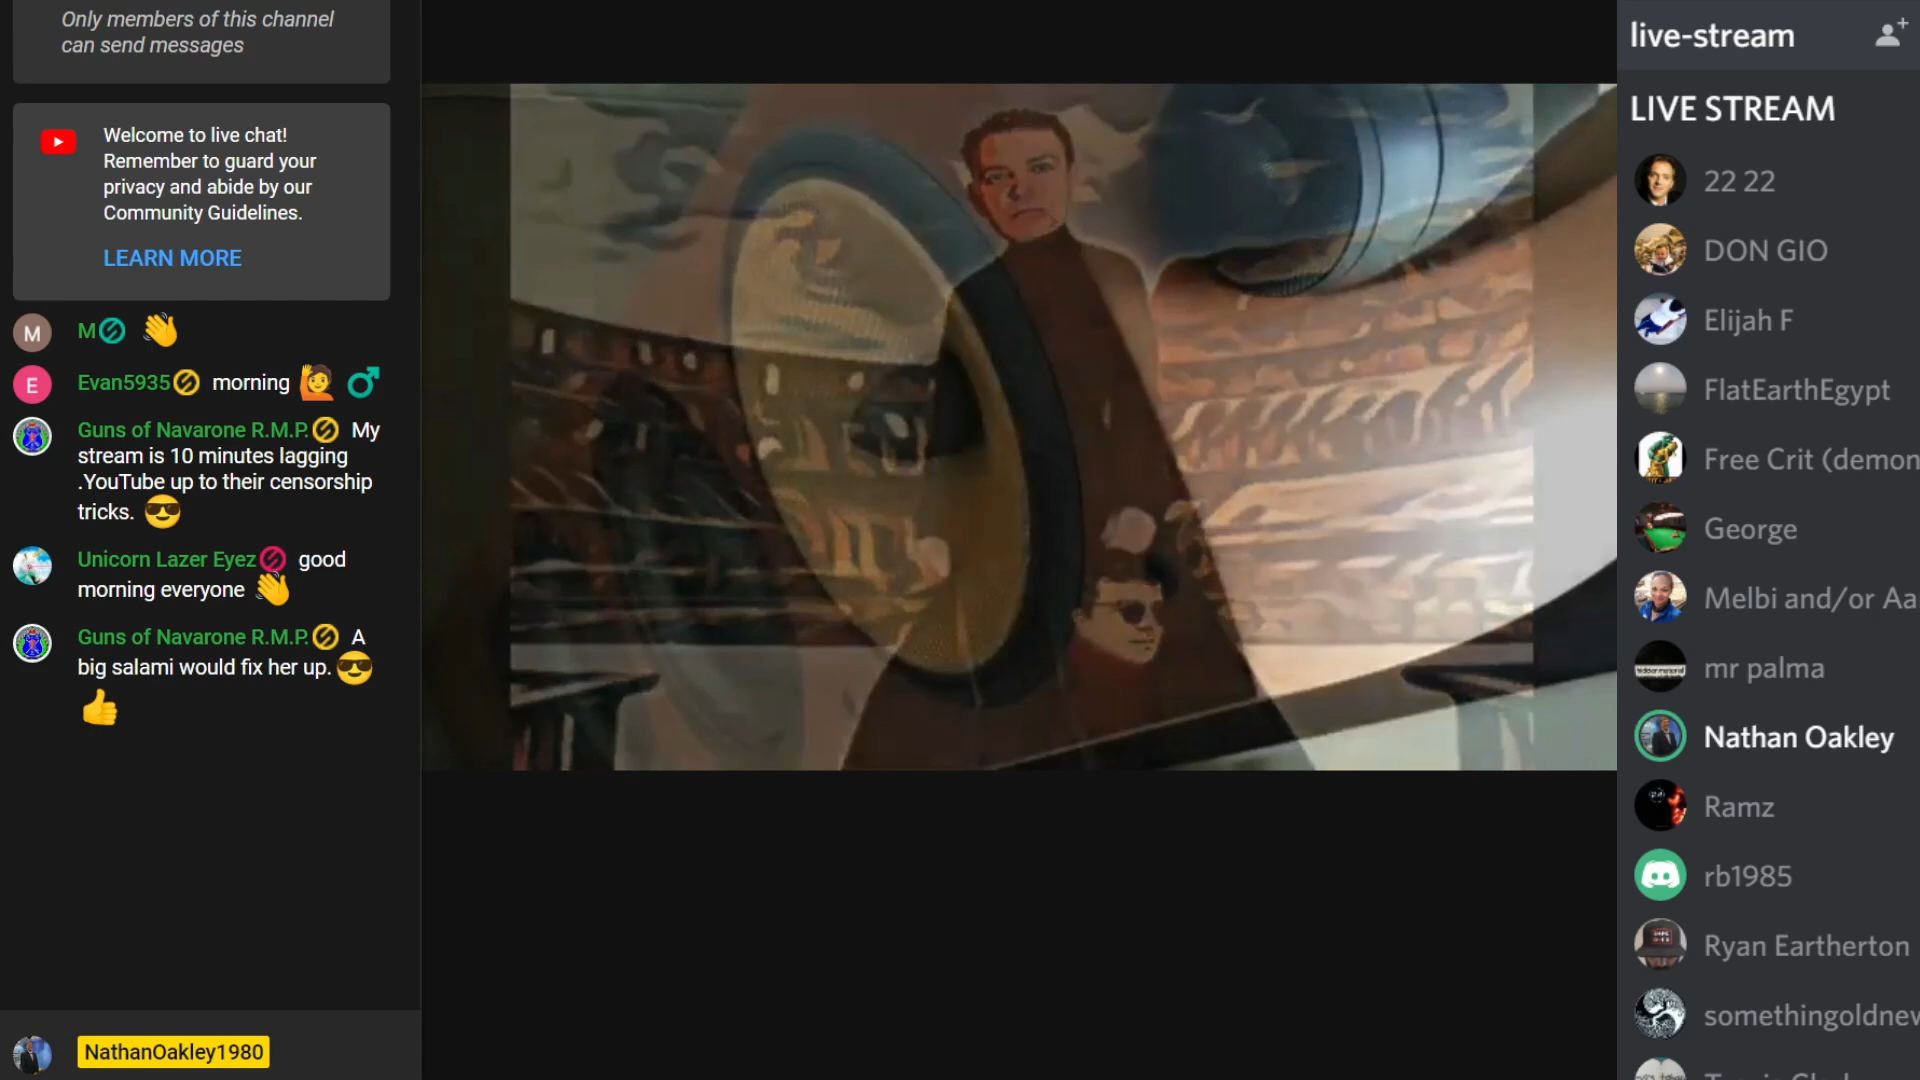 Only members of this channel
can send messages
Welcome to live chat!
Remember to guard your
privacy and abide by our
Community Guidelines.
LEARN MORE
M M
E Evan5935 morning
Guns of Navarone R.M.P. My
stream is 10 minutes lagging
.YouTube up to their censorship
tricks.
Unicorn Lazer Eyez good
morning everyone
Guns of Navarone R.M.P. A
big salami would fix her up.
NathanOakley1980
live-stream
LIVE STREAM
22 22
DON GIO
Elijah F
FlatEarthEgypt
Free Crit (demon
George
Melbi and/or Aa
mr palma
Nathan Oakley
Ramz
rb1985
Ryan Eartherton
somethingoldnew